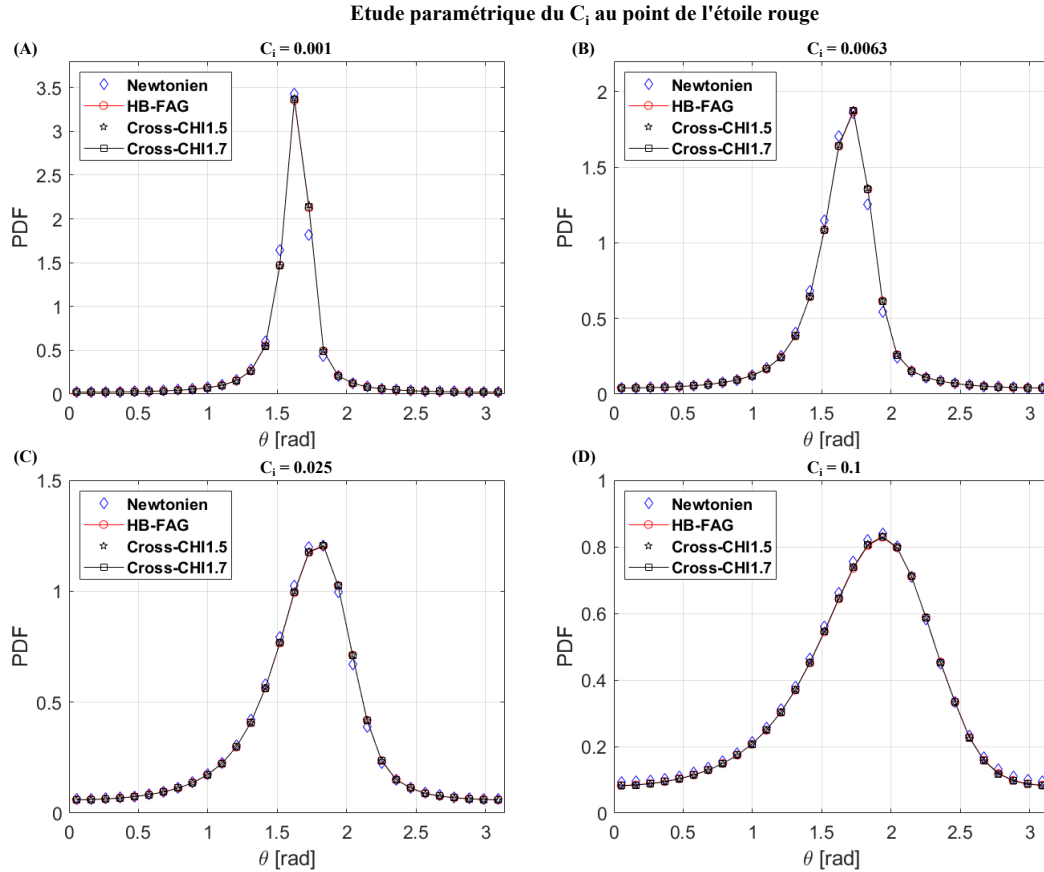 Etude paramétrique du Ci au point de l'étoile rouge
(A)
Ci = 0.001
Newtonien
HB-FAG
Cross-CHI1.5
Cross-CHI1.7
PDF
3.5
3
2.5
2
1.5
1
0.5
0
0 0.5 1 1.5 2 2.5 3
θ [rad]
(B)
Ci = 0.0063
Newtonien
HB-FAG
Cross-CHI1.5
Cross-CHI1.7
PDF
2
1.5
1
0.5
0
0 0.5 1 1.5 2 2.5 3
θ [rad]
(C)
Ci = 0.025
Newtonien
HB-FAG
Cross-CHI1.5
Cross-CHI1.7
PDF
1.5
1
0.5
0
0 0.5 1 1.5 2 2.5 3
θ [rad]
(D)
Ci = 0.1
Newtonien
HB-FAG
Cross-CHI1.5
Cross-CHI1.7
PDF
1
0.8
0.6
0.4
0.2
0
0 0.5 1 1.5 2 2.5 3
θ [rad]